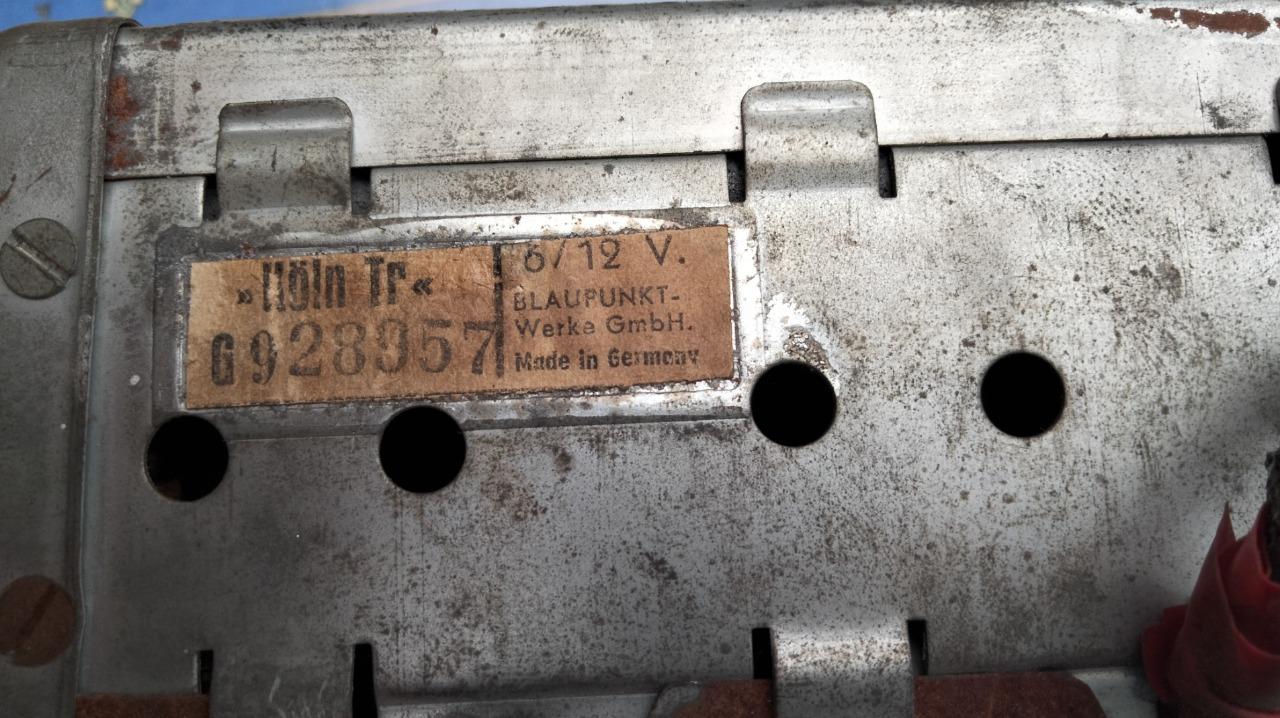 »Köln Tr«
G928957
6/12 V.
BLAUPUNKT-
Werke GmbH.
Made in Germany